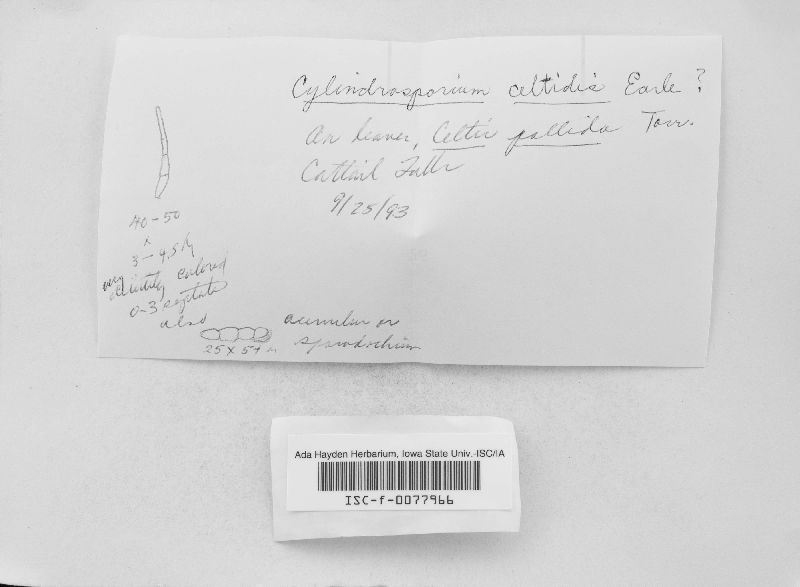 Cylindrosporium celtidis Earle ?
on leaves, Celtis pallida Torr.
Cattail Falls
9/25/93
40-50
x
3-4.5 µ
very
distinctly colored
0-3 septate
also
25 x 5 µ
acervulus or
sporodochium
Ada Hayden Herbarium, Iowa State Univ.-ISC/IA
ISC-f-0077966